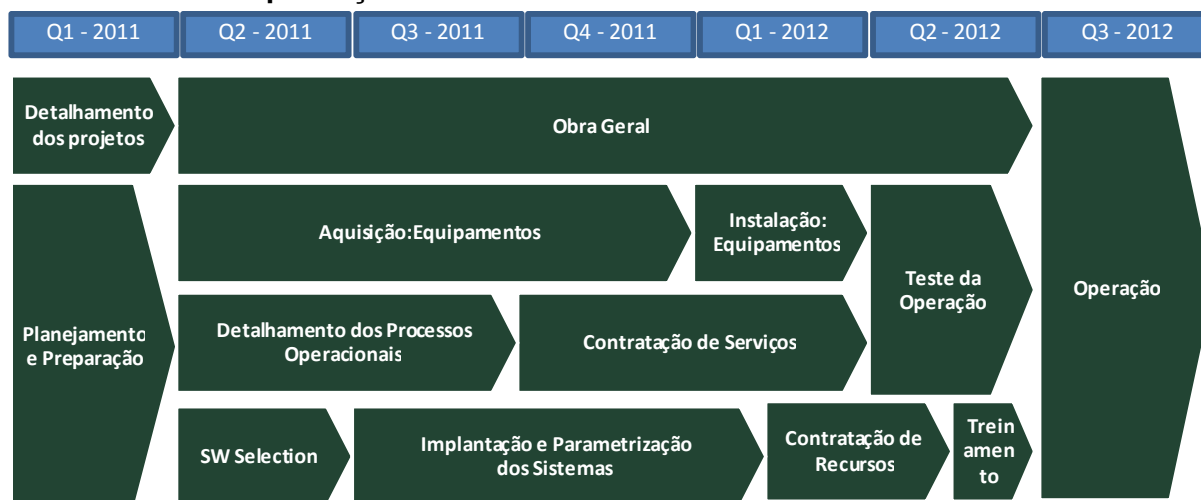 Q1 - 2011
Q2 - 2011
Q3 - 2011
Q4 - 2011
Q1 - 2012
Q2 - 2012
Q3 - 2012
Detalhamento
dos projetos
Obra Geral
Planejamento
e Preparação
Aquisição:Equipamentos
Instalação:
Equipamentos
Teste da
Operação
Operação
Detalhamento dos Processos
Operacionais
Contratação de Serviços
SW Selection
Implantação e Parametrização
dos Sistemas
Contratação de
Recursos
Trein
amen
to